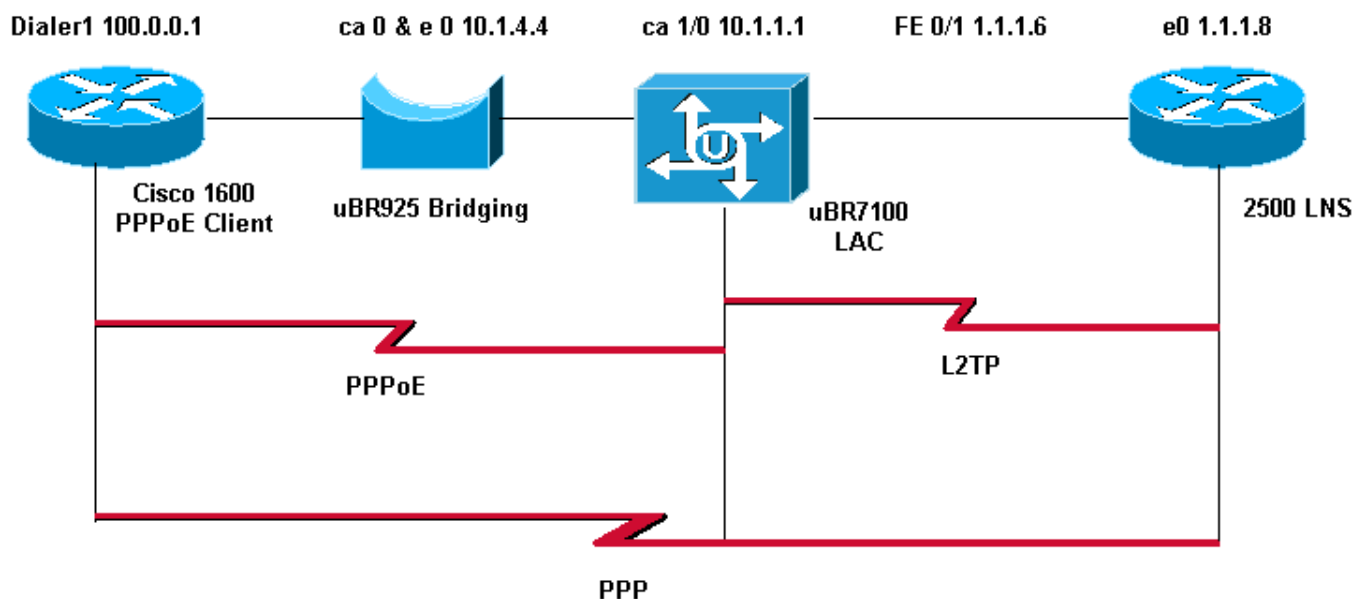 Dialer1 100.0.0.1
ca 0 & e 0 10.1.4.4
ca 1/0 10.1.1.1
FE 0/1 1.1.1.6
e0 1.1.1.8
U
Cisco 1600
PPPoE Client
uBR925 Bridging
uBR7100
LAC
2500 LNS
PPPoE
L2TP
PPP